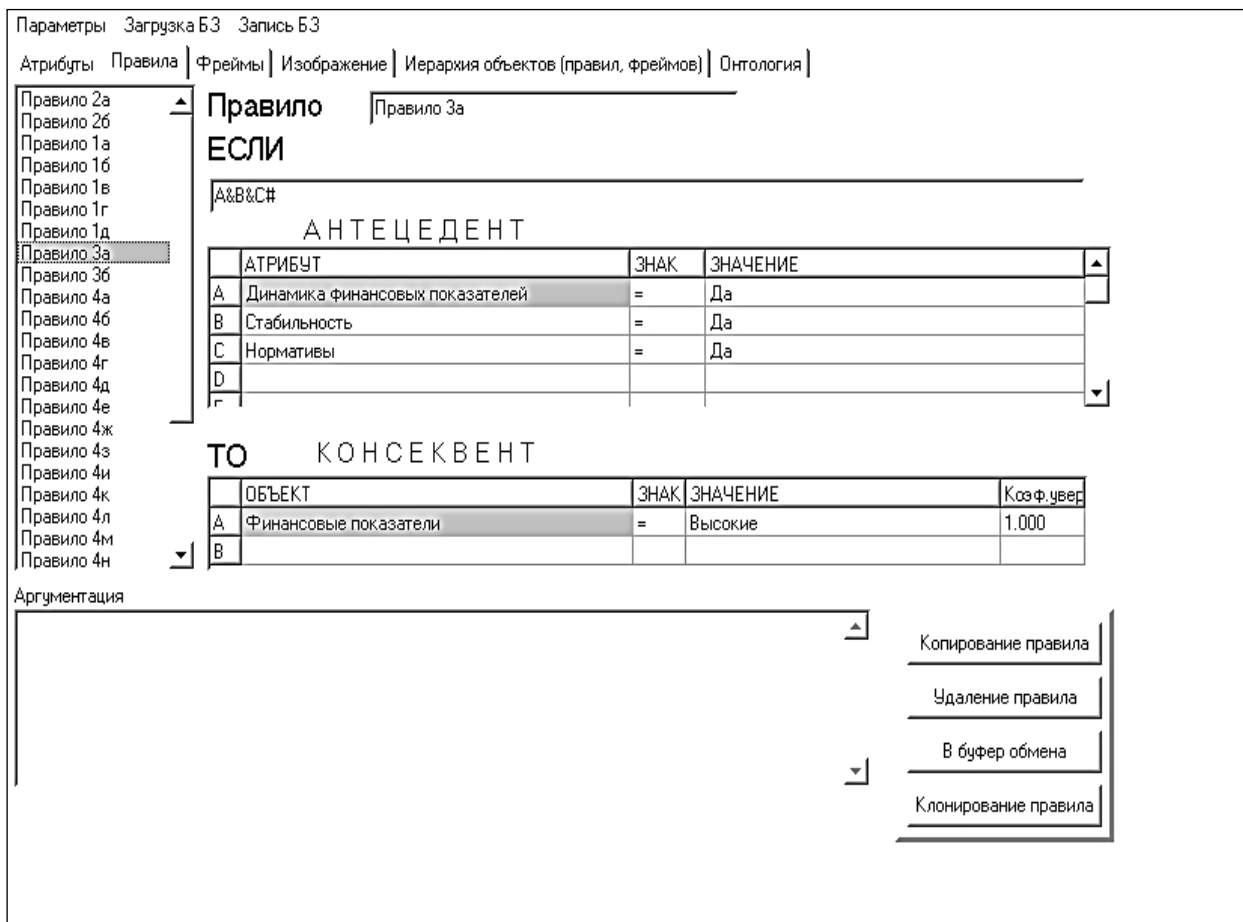 Параметры Загрузка БЗ Запись БЗ
Атрибуты Правила Фреймы Изображение Иерархия объектов (правил, фреймов) Онтология
Правило 2а
Правило 2б
Правило 1а
Правило 1б
Правило 1в
Правило 1г
Правило 1д
Правило 3а
Правило 3б
Правило 4а
Правило 4б
Правило 4в
Правило 4г
Правило 4д
Правило 4е
Правило 4ж
Правило 4з
Правило 4и
Правило 4к
Правило 4л
Правило 4м
Правило 4н
Правило Правило 3а
ЕСЛИ
A&B&C#
АНТЕЦЕДЕНТ
АТРИБУТ ЗНАК ЗНАЧЕНИЕ
A Динамика финансовых показателей = Да
B Стабильность = Да
C Нормативы = Да
D
ТО КОНСЕКВЕНТ
ОБЪЕКТ ЗНАК ЗНАЧЕНИЕ Коэф.увер
A Финансовые показатели = Высокие 1.000
B
Аргументация
Копирование правила
Удаление правила
В буфер обмена
Клонирование правила